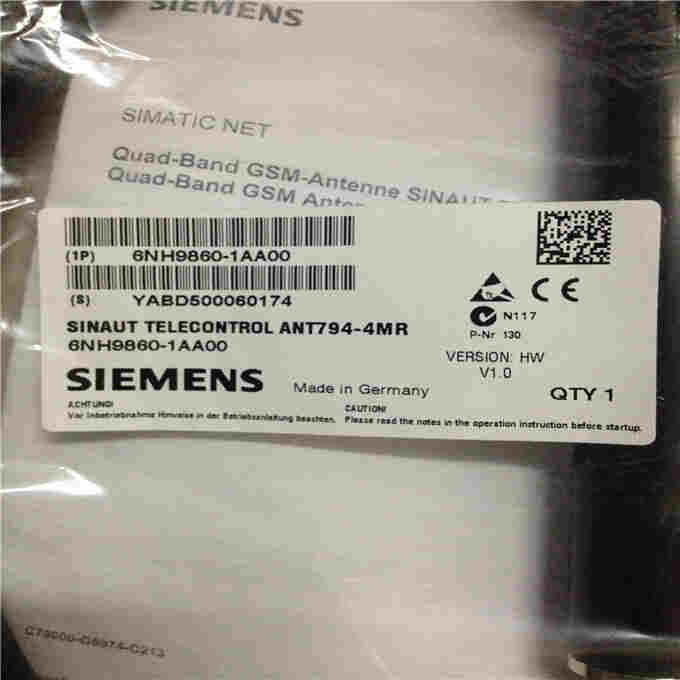 SIEMENS
SIMATIC NET
Quad-Band GSM-Antenne SINAUT
Quad-Band GSM
(1P) 6NH9860-1AA00
(S) YABD500060174
N117
P-Nr 130
SINAUT TELECONTROL ANT794-4MR
6NH9860-1AA00
VERSION: HW
V1.0
SIEMENS
Made in Germany
QTY 1
ACHTUNG!
Vor Inbetriebnahme Hinweise in der Betriebsanleitung beachten.
CAUTION!
Please read the notes in the operation instruction before startup.